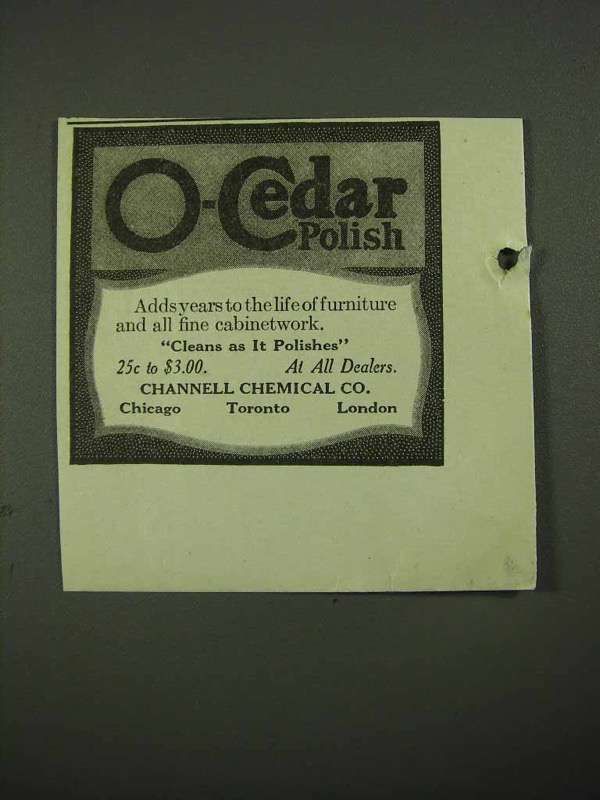 O-Cedar
Polish
Adds years to the life of furniture
and all fine cabinetwork.
"Cleans as It Polishes"
25c to $3.00. At All Dealers.
CHANNELL CHEMICAL CO.
Chicago Toronto London